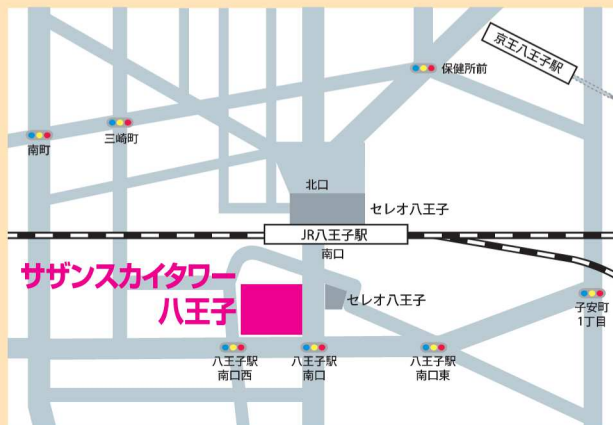 京王八王子駅
保健所前
三崎町
南町
北口
セレオ八王子
JR八王子駅
南口
サザンスカイタワー
八王子
セレオ八王子
子安町
1丁目
八王子駅
南口西
八王子駅
南口
八王子駅
南口東